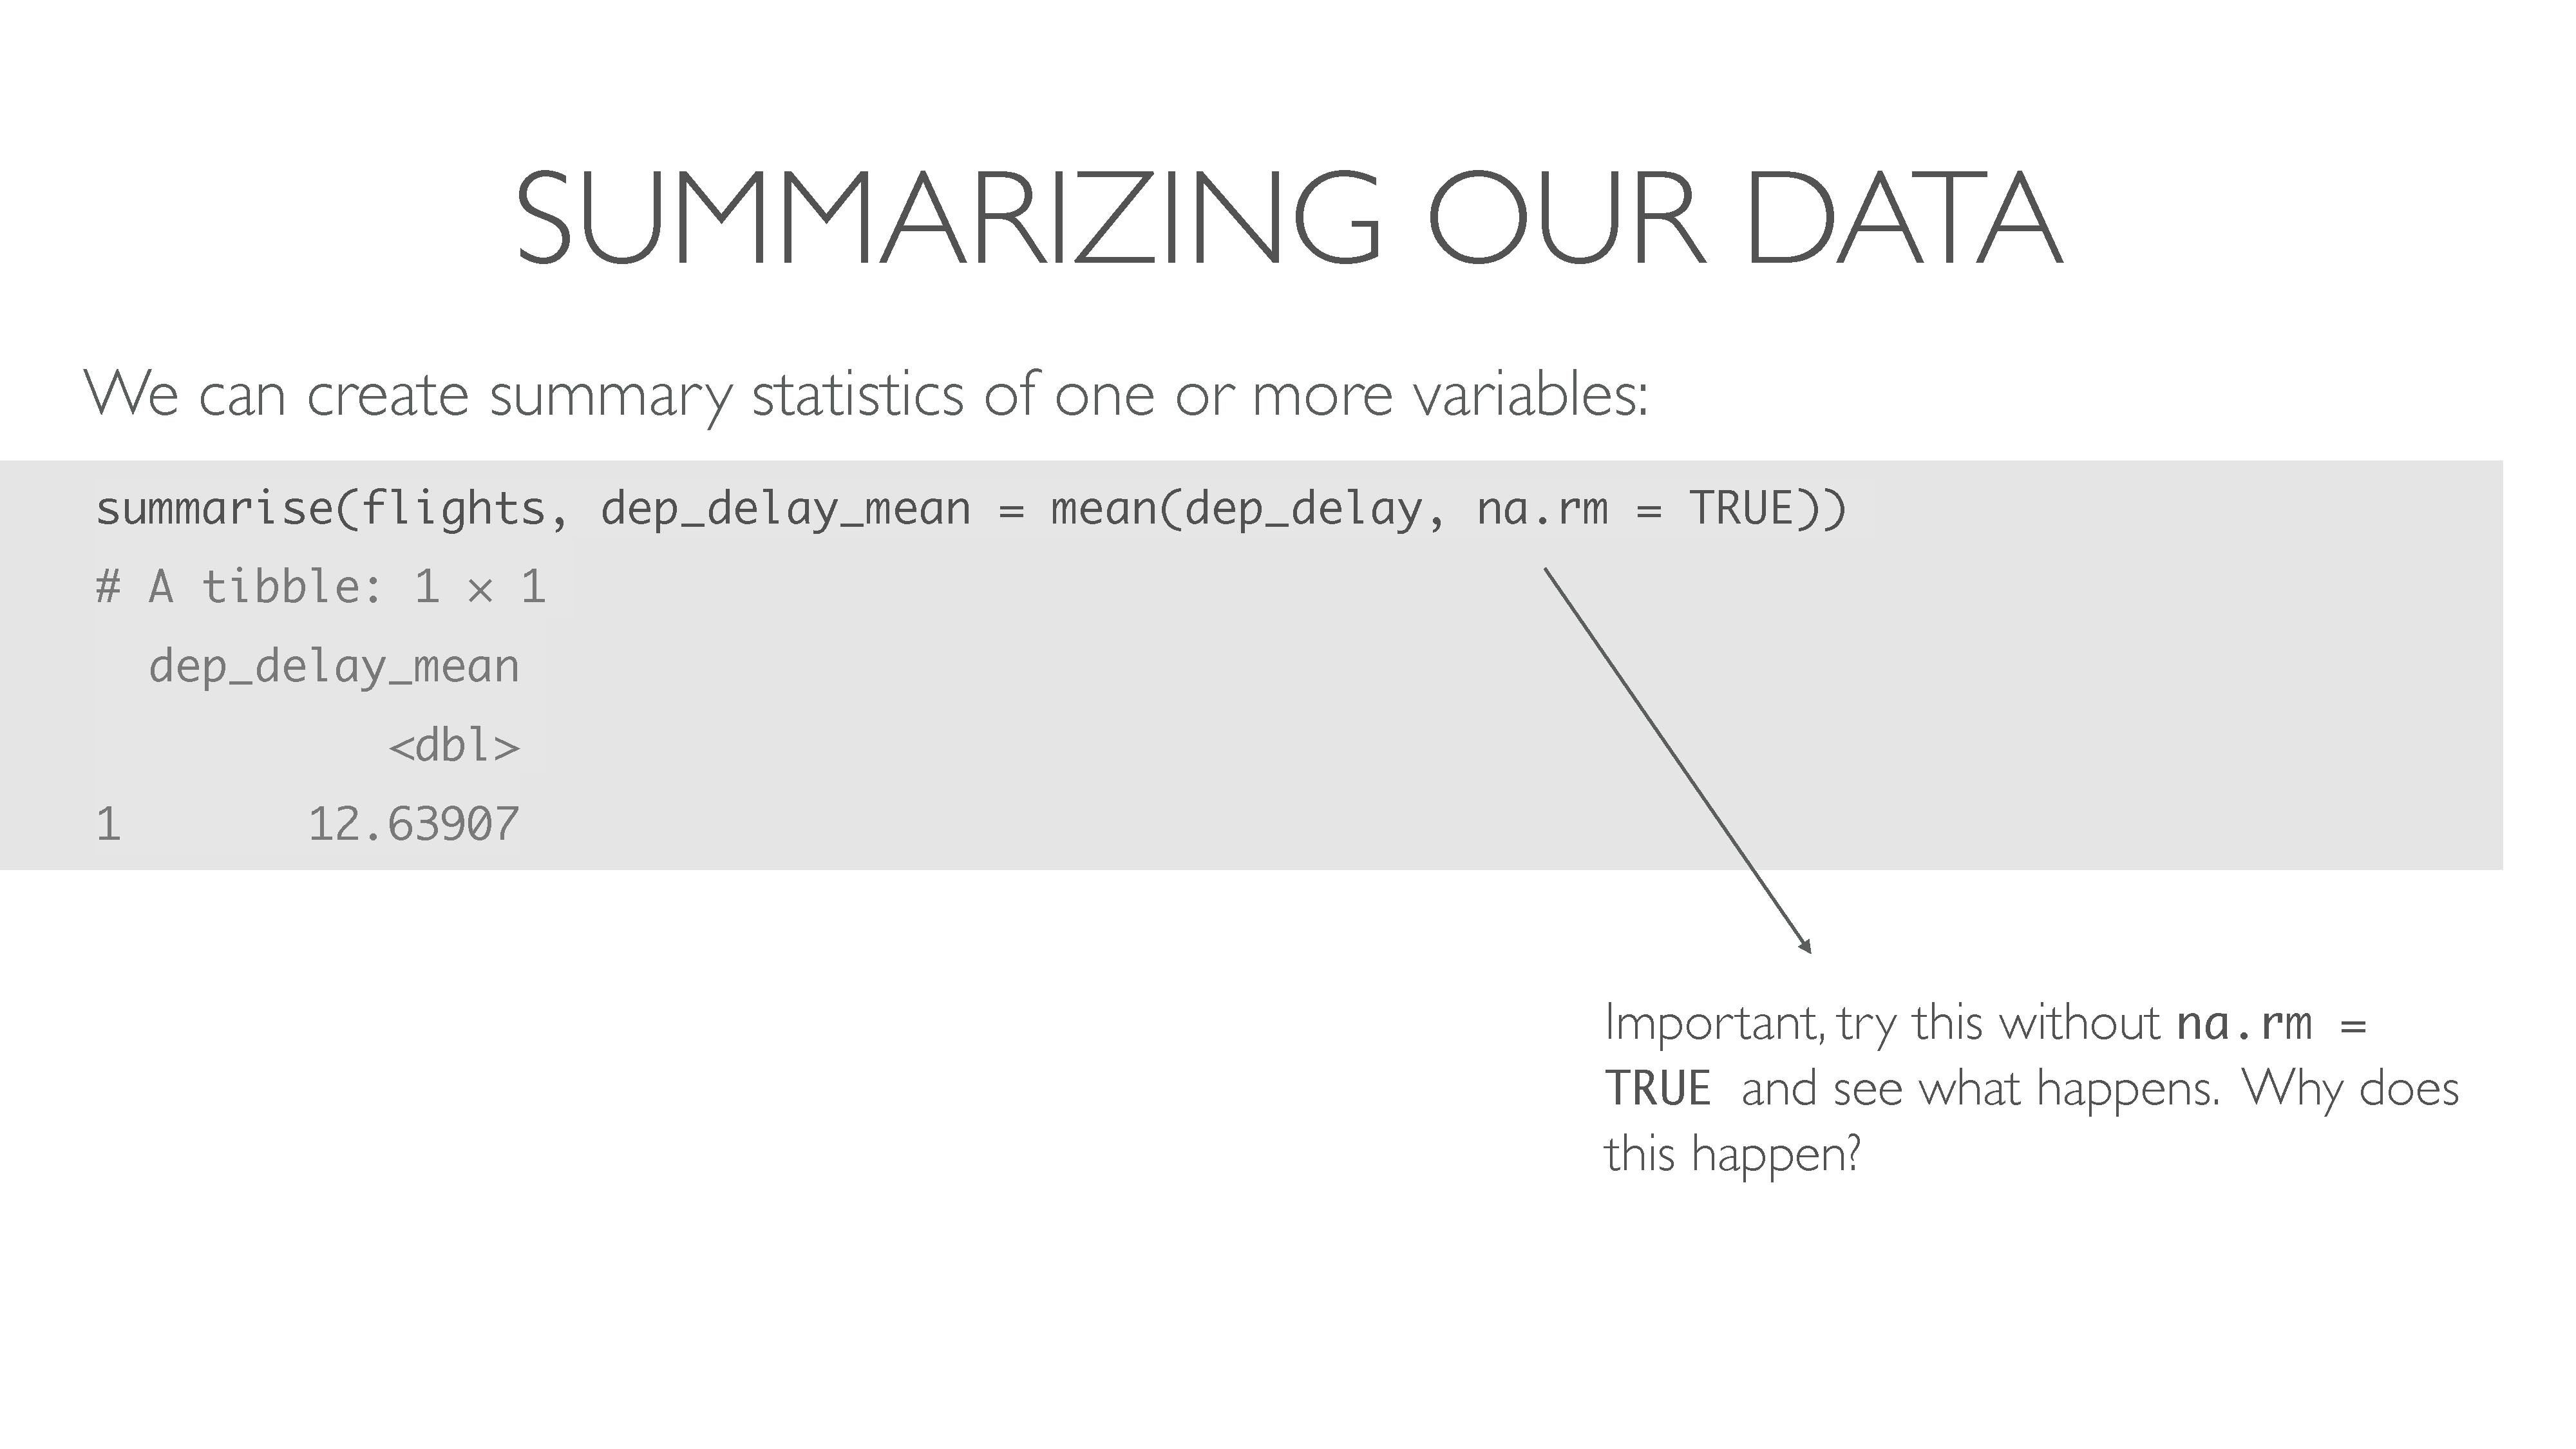 SUMMARIZING OUR DATA
We can create summary statistics of one or more variables:
summarise(flights, dep_delay_mean = mean(dep_delay, na.rm = TRUE))
# A tibble: 1 × 1
dep_delay_mean
<dbl>
1 12.63907
Important, try this without na.rm =
TRUE and see what happens. Why does
this happen?